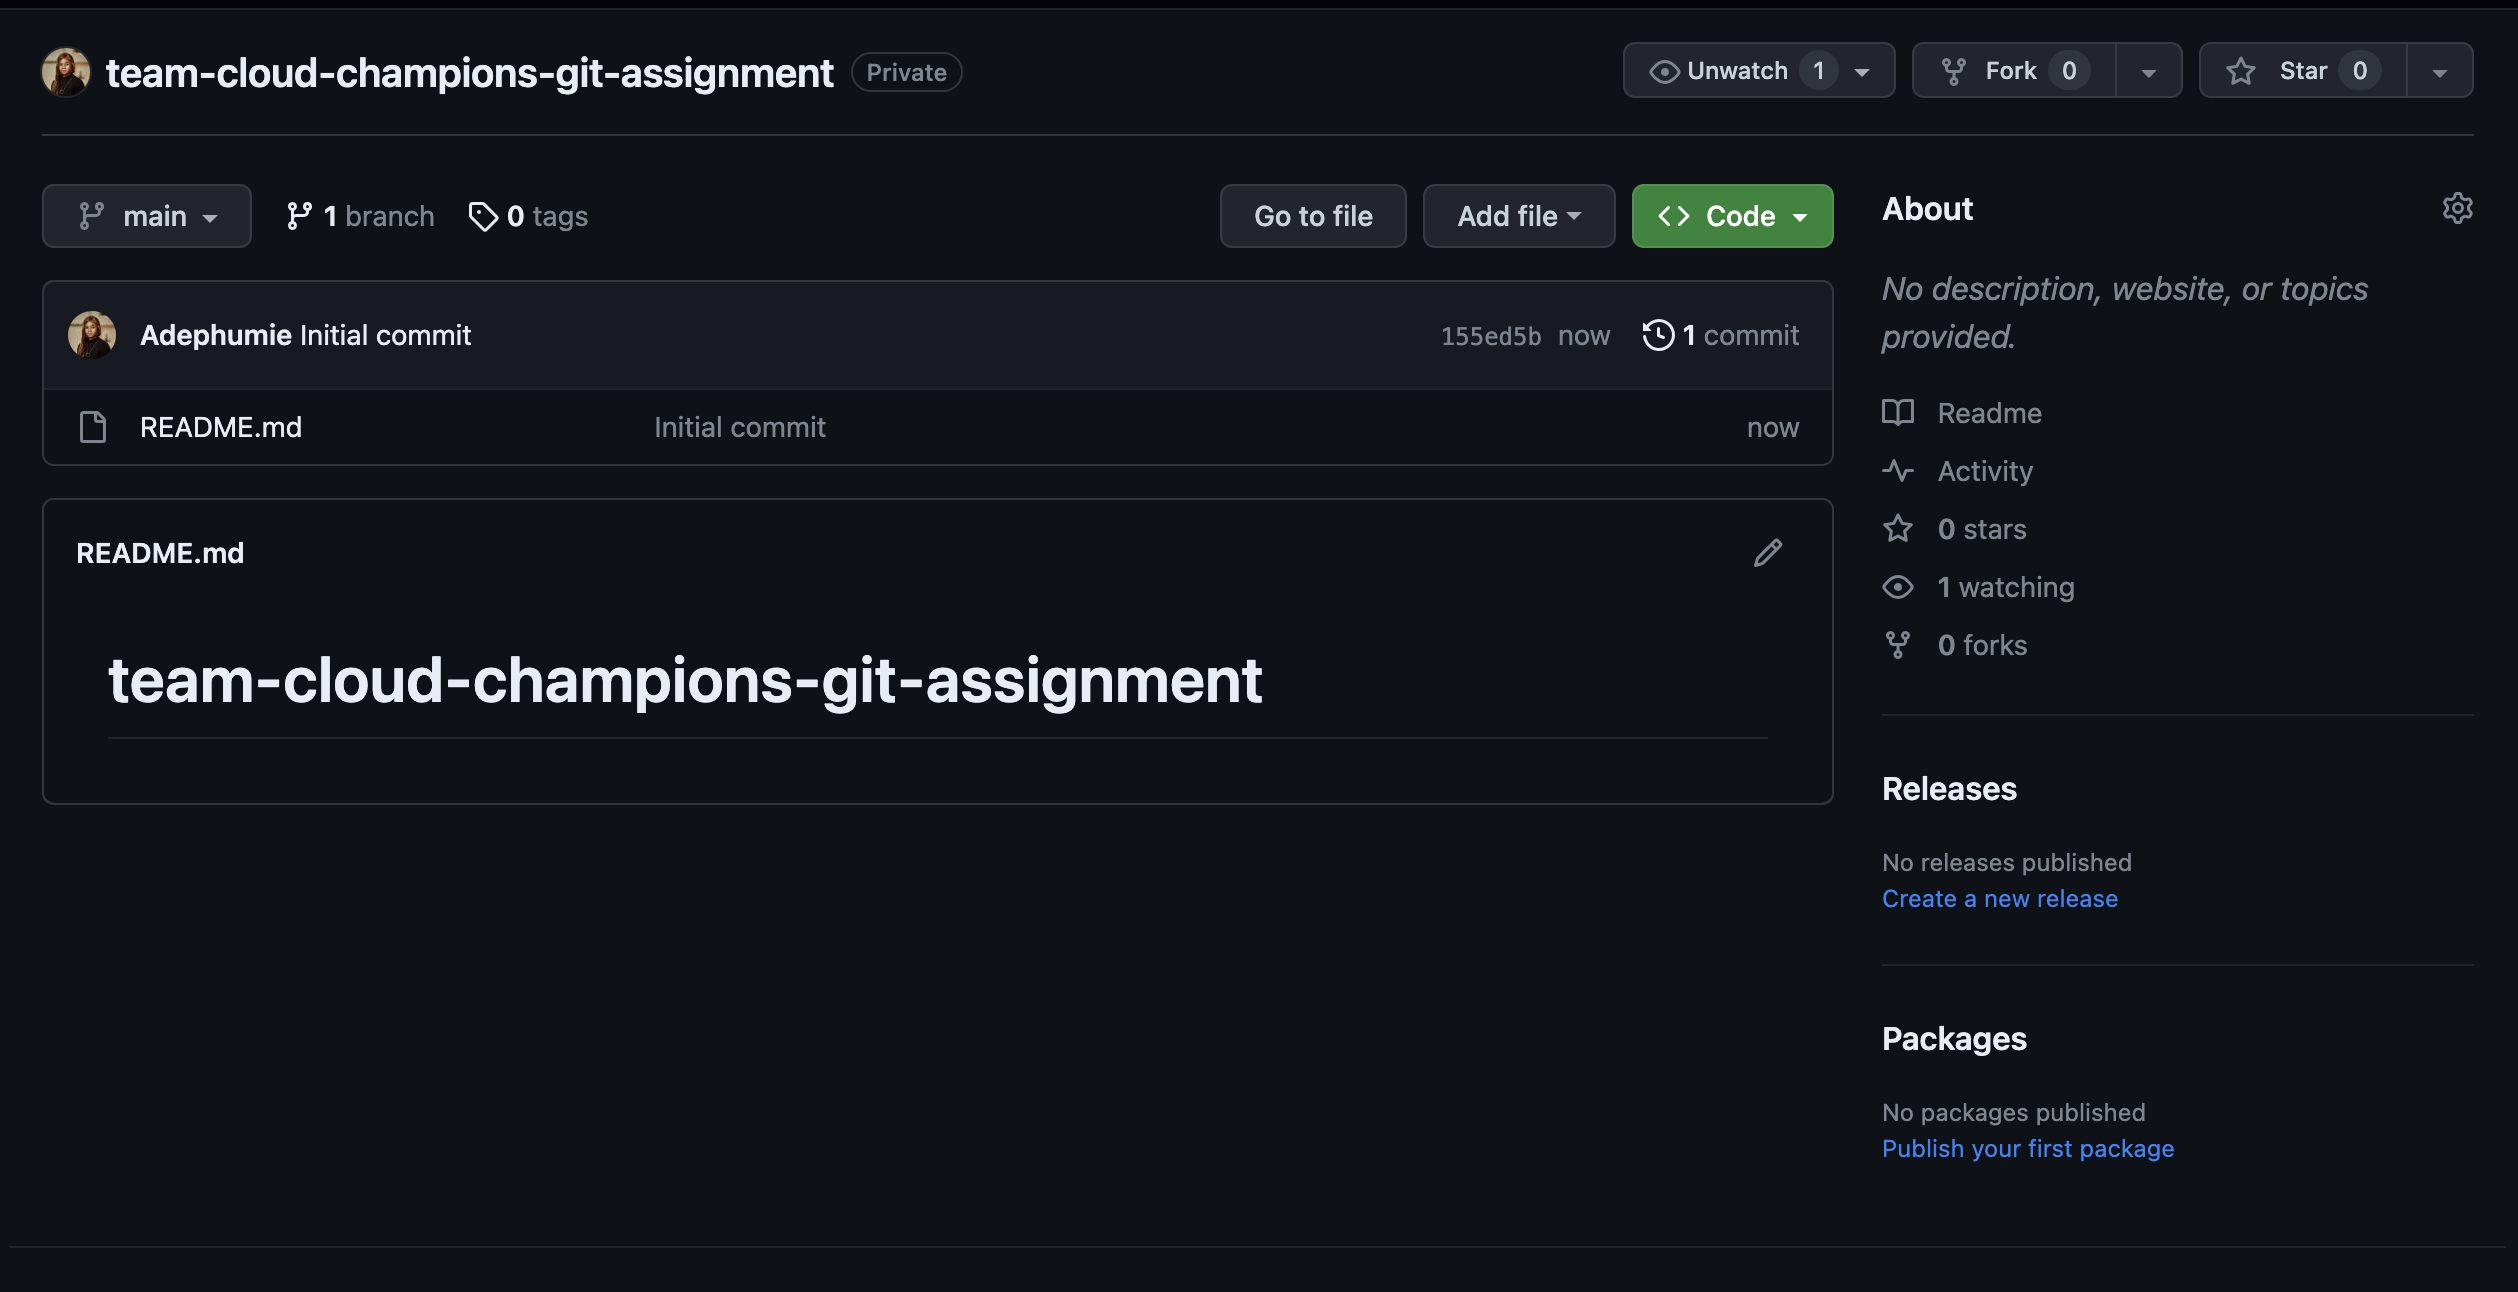 team-cloud-champions-git-assignment Private Unwatch 1 Fork 0 Star 0
main 1 branch 0 tags Go to file Add file Code
Adephumie Initial commit 155ed5b now 1 commit
README.md Initial commit now
README.md
team-cloud-champions-git-assignment
About
No description, website, or topics
provided.
Readme
Activity
0 stars
1 watching
0 forks
Releases
No releases published
Create a new release
Packages
No packages published
Publish your first package